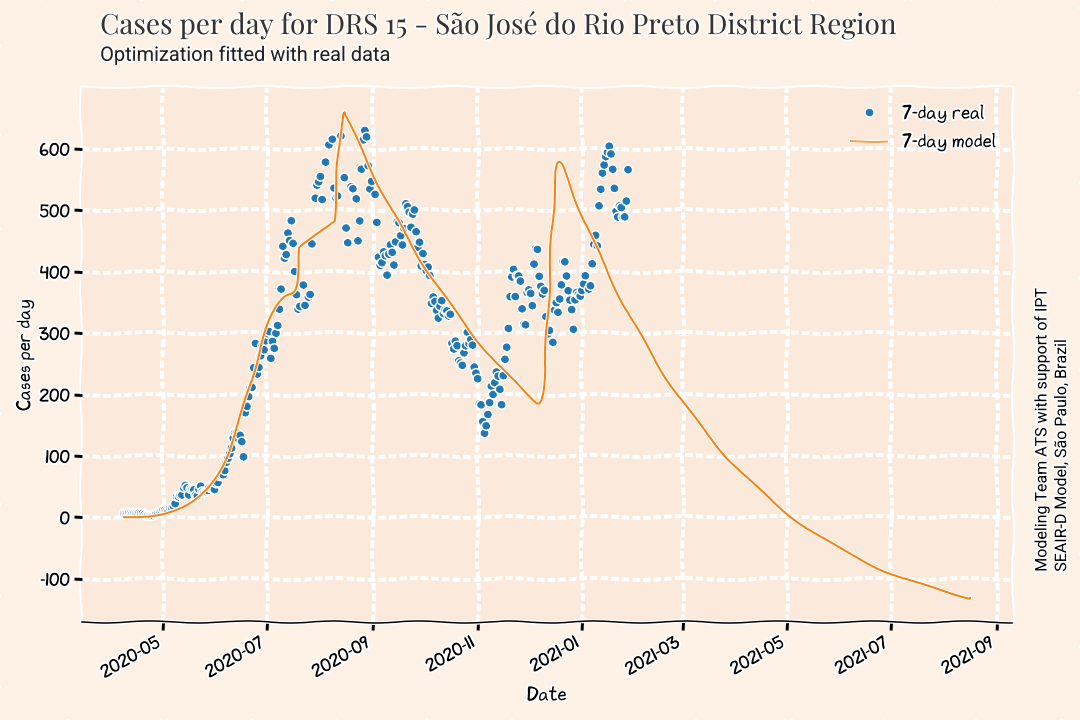 Cases per day for DRS 15 - São José do Rio Preto District Region
Optimization fitted with real data
7-day real
7-day model
600
500
400
300
200
100
0
-100
Cases per day
2020-05
2020-07
2020-09
2020-11
2021-01
2021-03
2021-05
2021-07
2021-09
Date
Modeling Team ATS with support of IPT
SEAIR-D Model, São Paulo, Brazil